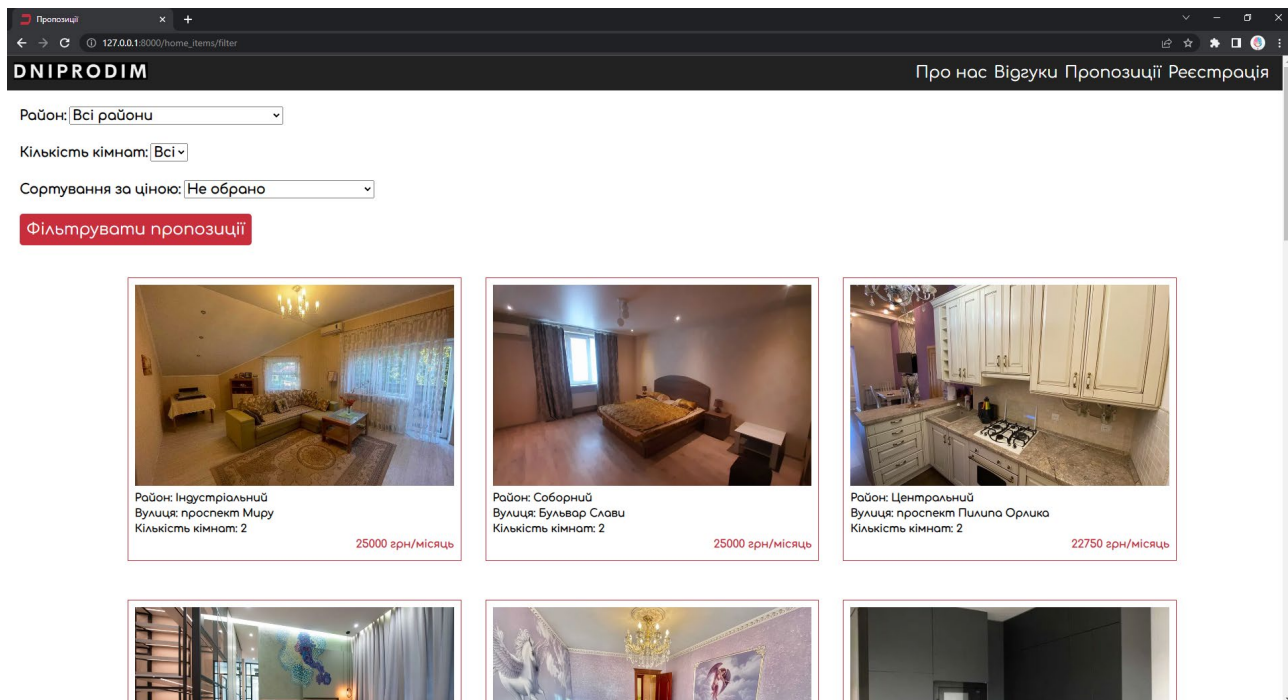 Пропозиції
127.0.0.1:8000/home_items/filter
DNIPRODIM
Про нас Відгуки Пропозиції Реєстрація
Район: Всі райони
Кількість кімнат: Всі
Сортування за ціною: Не обрано
Фільтрувати пропозиції
Район: Індустріальний
Вулиця: проспект Миру
Кількість кімнат: 2
25000 грн/місяць
Район: Соборний
Вулиця: Бульвар Слави
Кількість кімнат: 2
25000 грн/місяць
Район: Центральний
Вулиця: проспект Пилипа Орлика
Кількість кімнат: 2
22750 грн/місяць